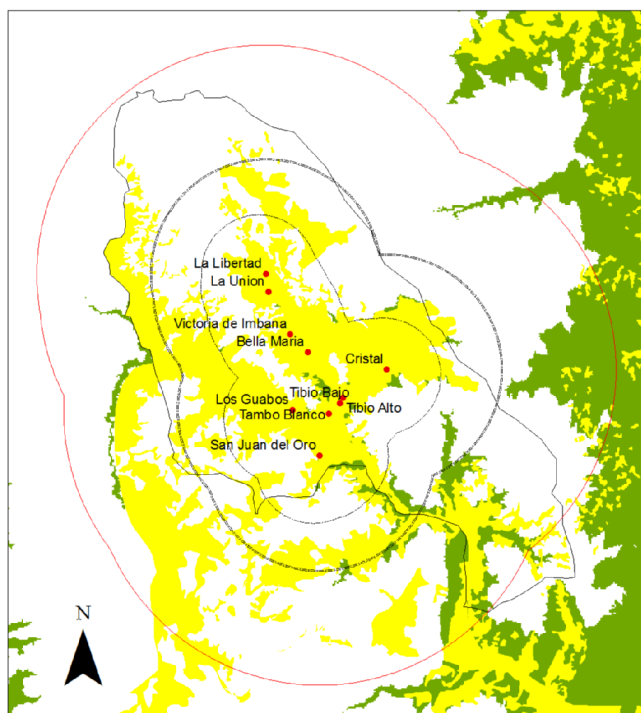 La Libertad
La Union
Victoria de Imbana
Bella Maria
Cristal
Tibio Bajo
Los Guabos
Tibio Alto
Tambo Blanco
San Juan del Oro
N